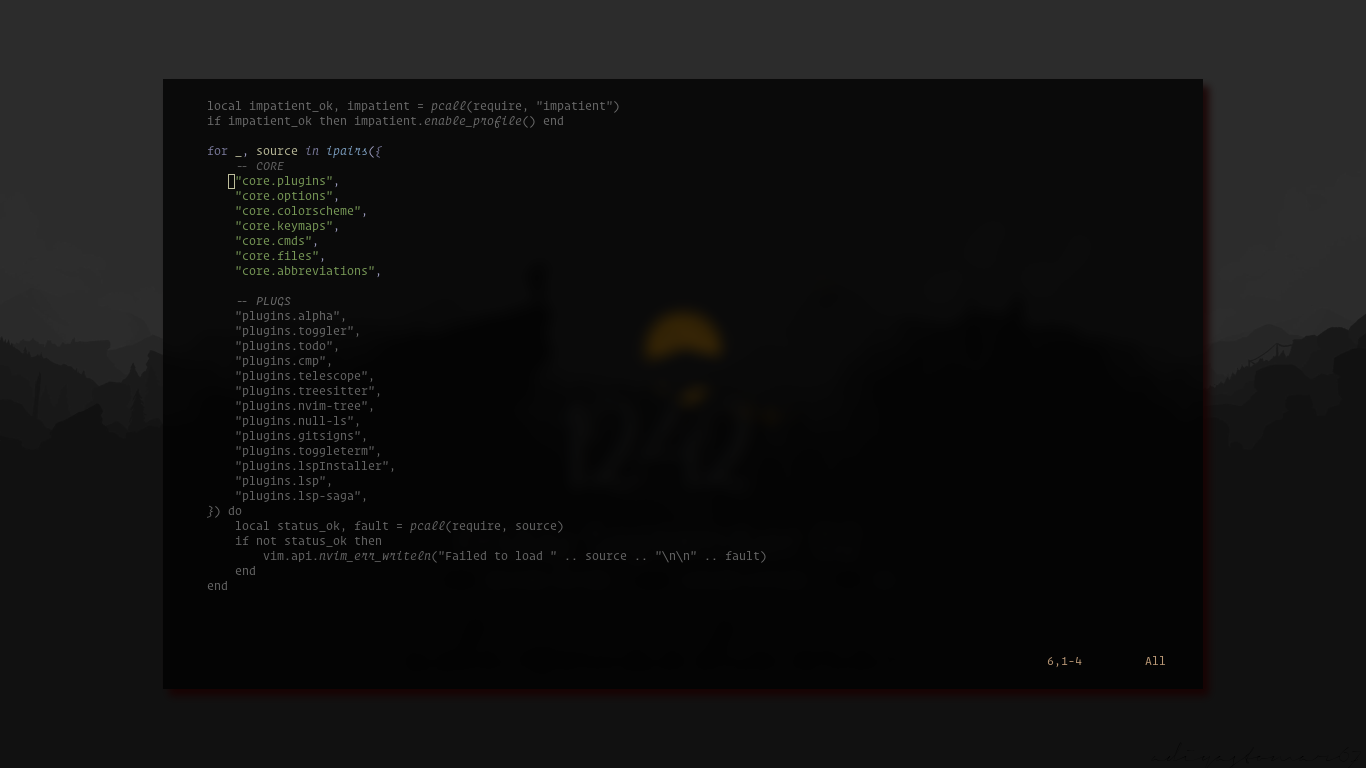 local impatient_ok, impatient = pcall(require, "impatient")
if impatient_ok then impatient.enable_profile() end
for _, source in ipairs({
-- CORE
"core.plugins",
"core.options",
"core.colorscheme",
"core.keymaps",
"core.cmds",
"core.files",
"core.abbreviations",
-- PLUGS
"plugins.alpha",
"plugins.toggler",
"plugins.todo",
"plugins.cmp",
"plugins.telescope",
"plugins.treesitter",
"plugins.nvim-tree",
"plugins.null-ls",
"plugins.gitsigns",
"plugins.toggleterm",
"plugins.lspInstaller",
"plugins.lsp",
"plugins.lsp-saga",
}) do
local status_ok, fault = pcall(require, source)
if not status_ok then
vim.api.nvim_err_writeln("Failed to load " .. source .. "\n\n" .. fault)
end
end
6,1-4 All